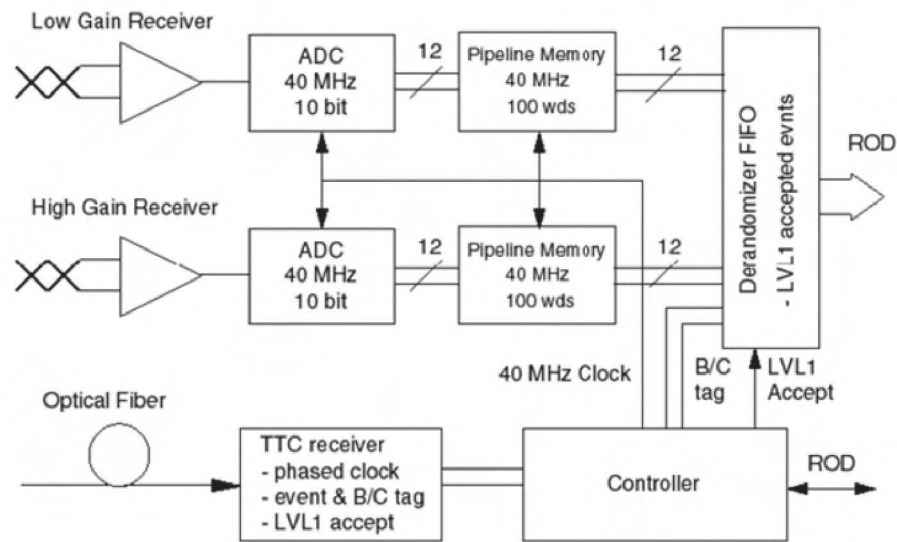 Low Gain Receiver
ADC
40 MHz
10 bit
12
Pipeline Memory
40 MHz
100 wds
12
Derandomizer FIFO
- LVL1 accepted evnts
ROD
High Gain Receiver
ADC
40 MHz
10 bit
12
Pipeline Memory
40 MHz
100 wds
12
40 MHz Clock
B/C
tag
LVL1
Accept
Optical Fiber
TTC receiver
- phased clock
- event & B/C tag
- LVL1 accept
Controller
ROD